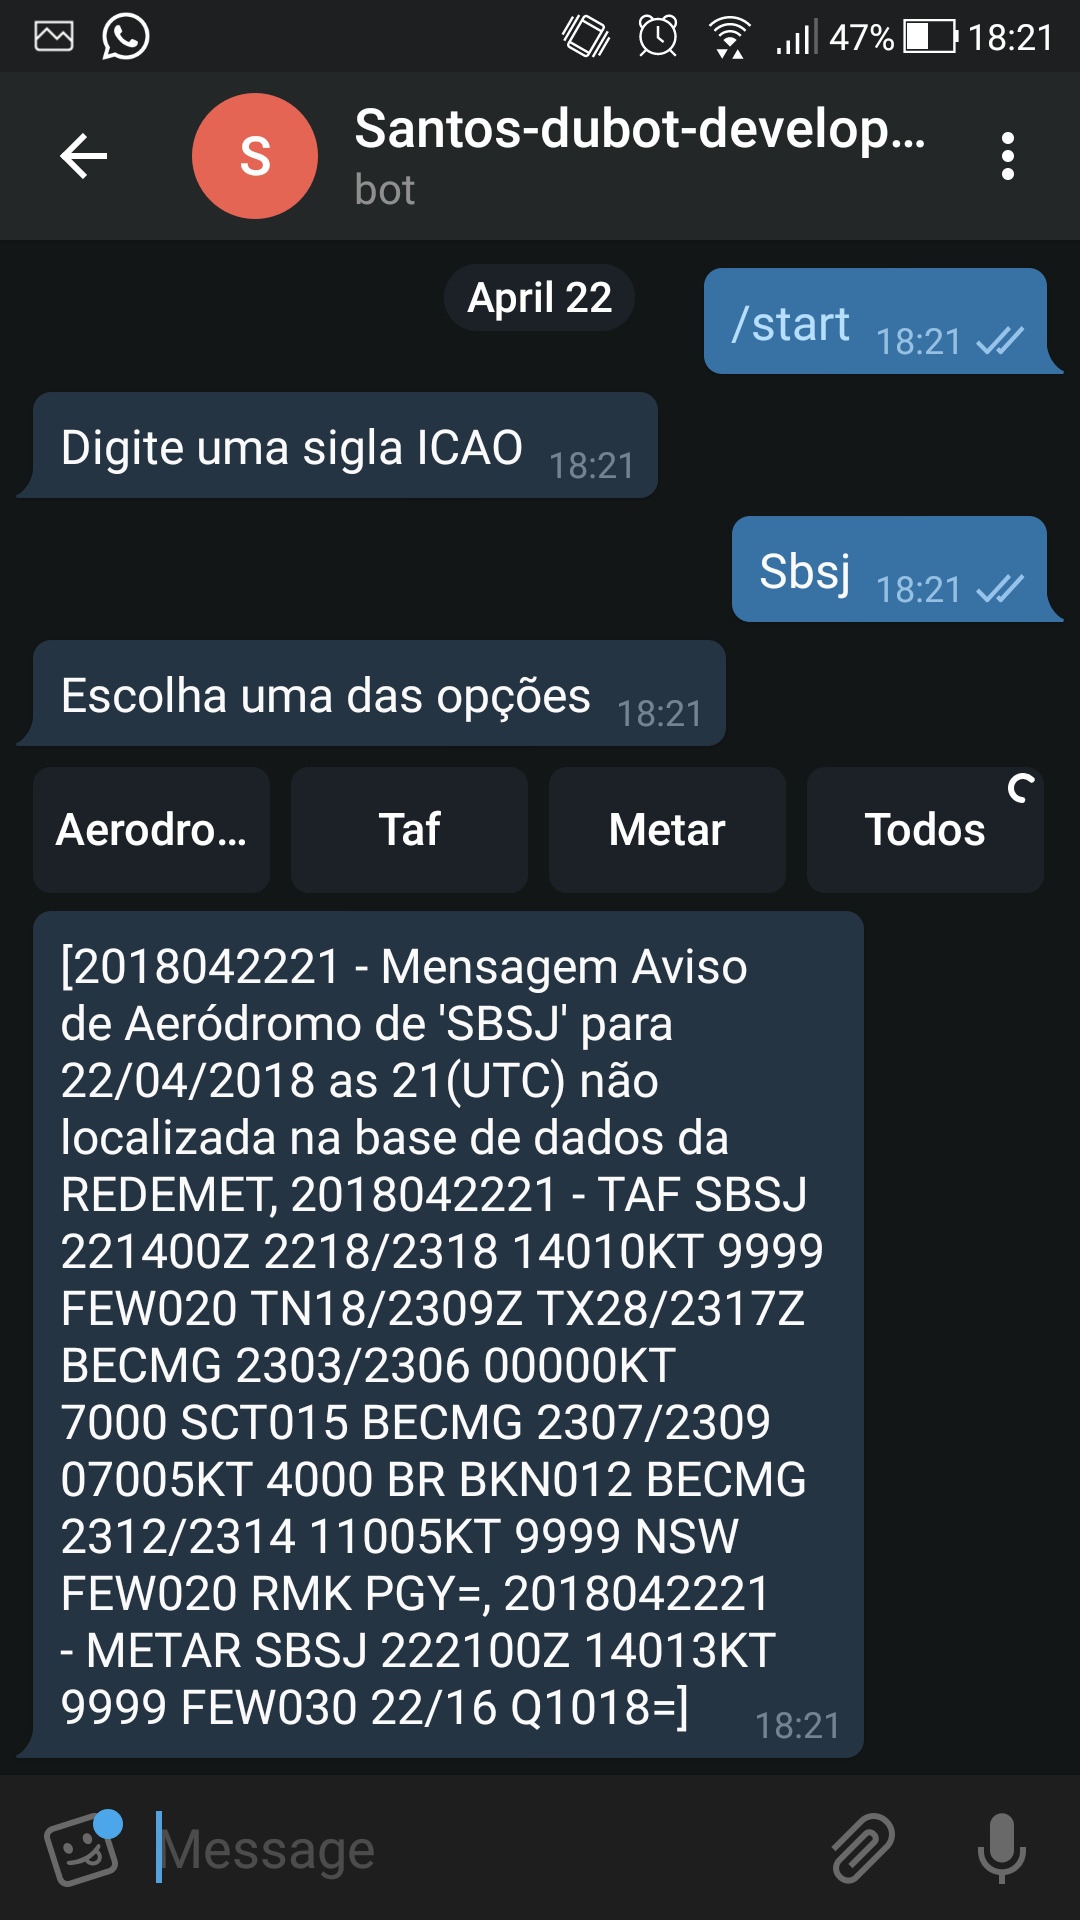 47% 18:21
S
Santos-dubot-develop...
bot
April 22
/start 18:21
Digite uma sigla ICAO 18:21
Sbsj 18:21
Escolha uma das opções 18:21
Aerodro... Taf Metar Todos
[2018042221 - Mensagem Aviso
de Aeródromo de 'SBSJ' para
22/04/2018 as 21(UTC) não
localizada na base de dados da
REDEMET, 2018042221 - TAF SBSJ
221400Z 2218/2318 14010KT 9999
FEW020 TN18/2309Z TX28/2317Z
BECMG 2303/2306 00000KT
7000 SCT015 BECMG 2307/2309
07005KT 4000 BR BKN012 BECMG
2312/2314 11005KT 9999 NSW
FEW020 RMK PGY=, 2018042221
- METAR SBSJ 222100Z 14013KT
9999 FEW030 22/16 Q1018=]
18:21
Message